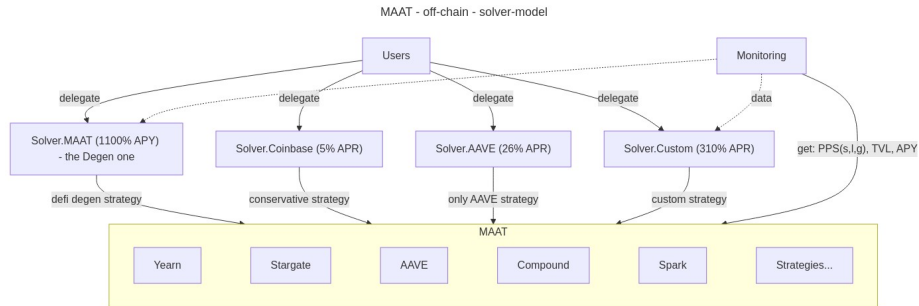 MAAT - off-chain - solver-model
Users
Monitoring
delegate
delegate
delegate
delegate
data
Solver.MAAT (1100% APY)
- the Degen one
Solver.Coinbase (5% APR)
Solver.AAVE (26% APR)
Solver.Custom (310% APR)
get: PPS(s,l,g), TVL, APY
defi degen strategy
conservative strategy
only AAVE strategy
custom strategy
MAAT
Yearn
Stargate
AAVE
Compound
Spark
Strategies...